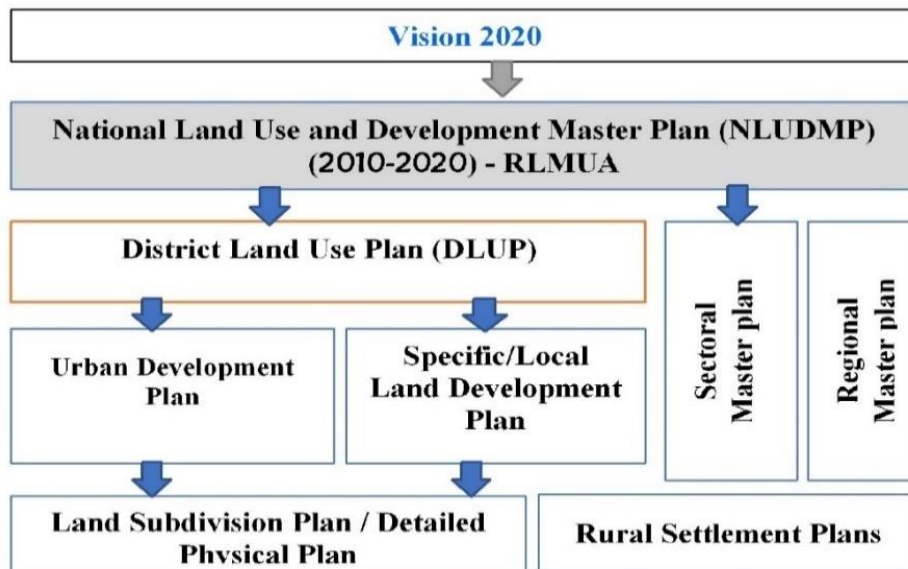 Vision 2020
National Land Use and Development Master Plan (NLUDMP)
(2010-2020) - RLMUA
District Land Use Plan (DLUP)
Urban Development
Plan
Specific/Local
Land Development
Plan
Sectoral
Master plan
Regional
Master plan
Land Subdivision Plan / Detailed
Physical Plan
Rural Settlement Plans